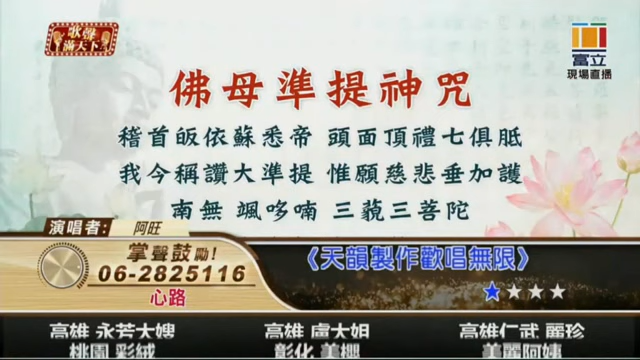 歌聲
滿天下
富立
現場直播
佛母準提神咒
稽首皈依蘇悉帝 頭面頂禮七俱胝
我今稱讚大準提 惟願慈悲垂加護
南無 颯哆喃 三藐三菩陀
演唱者: 阿旺
掌聲鼓勵!
06-2825116
心路
《天韻製作歡唱無限》
高雄 永芳大嫂 高雄 盧大姐 高雄仁武 麗珍
桃園 彩絨 彰化 美櫻 美麗阿姨